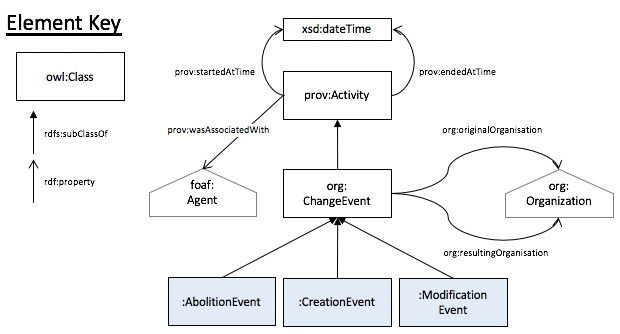 Element Key
owl:Class
rdfs:subClassOf
rdf:property
xsd:dateTime
prov:startedAtTime
prov:endedAtTime
prov:Activity
prov:wasAssociatedWith
org:originalOrganisation
foaf:
Agent
org:
ChangeEvent
org:
Organization
org:resultingOrganisation
:AbolitionEvent
:CreationEvent
:Modification
Event